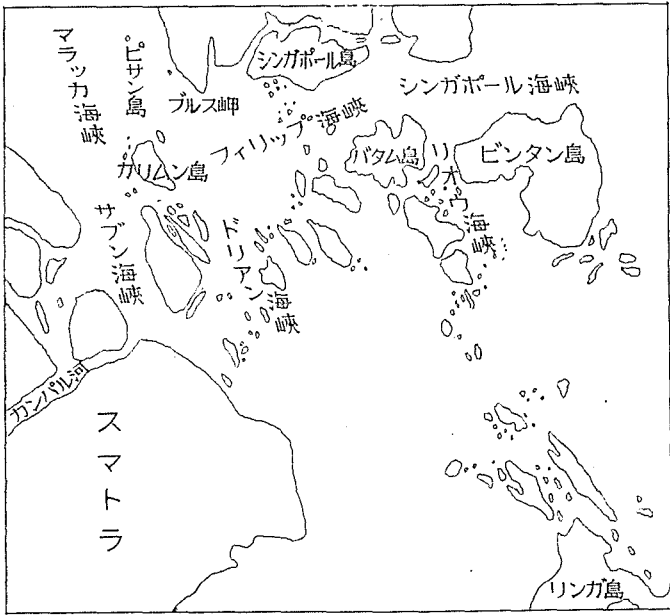 マラッカ海峡
ピサン島
ブルス岬
シンガポール島
シンガポール海峡
フィリップ海峡
カリムン島
バタム島
リオウ海峡
ビンタン島
サブン海峡
ドリアン海峡
カンパル河
スマトラ
リンガ島